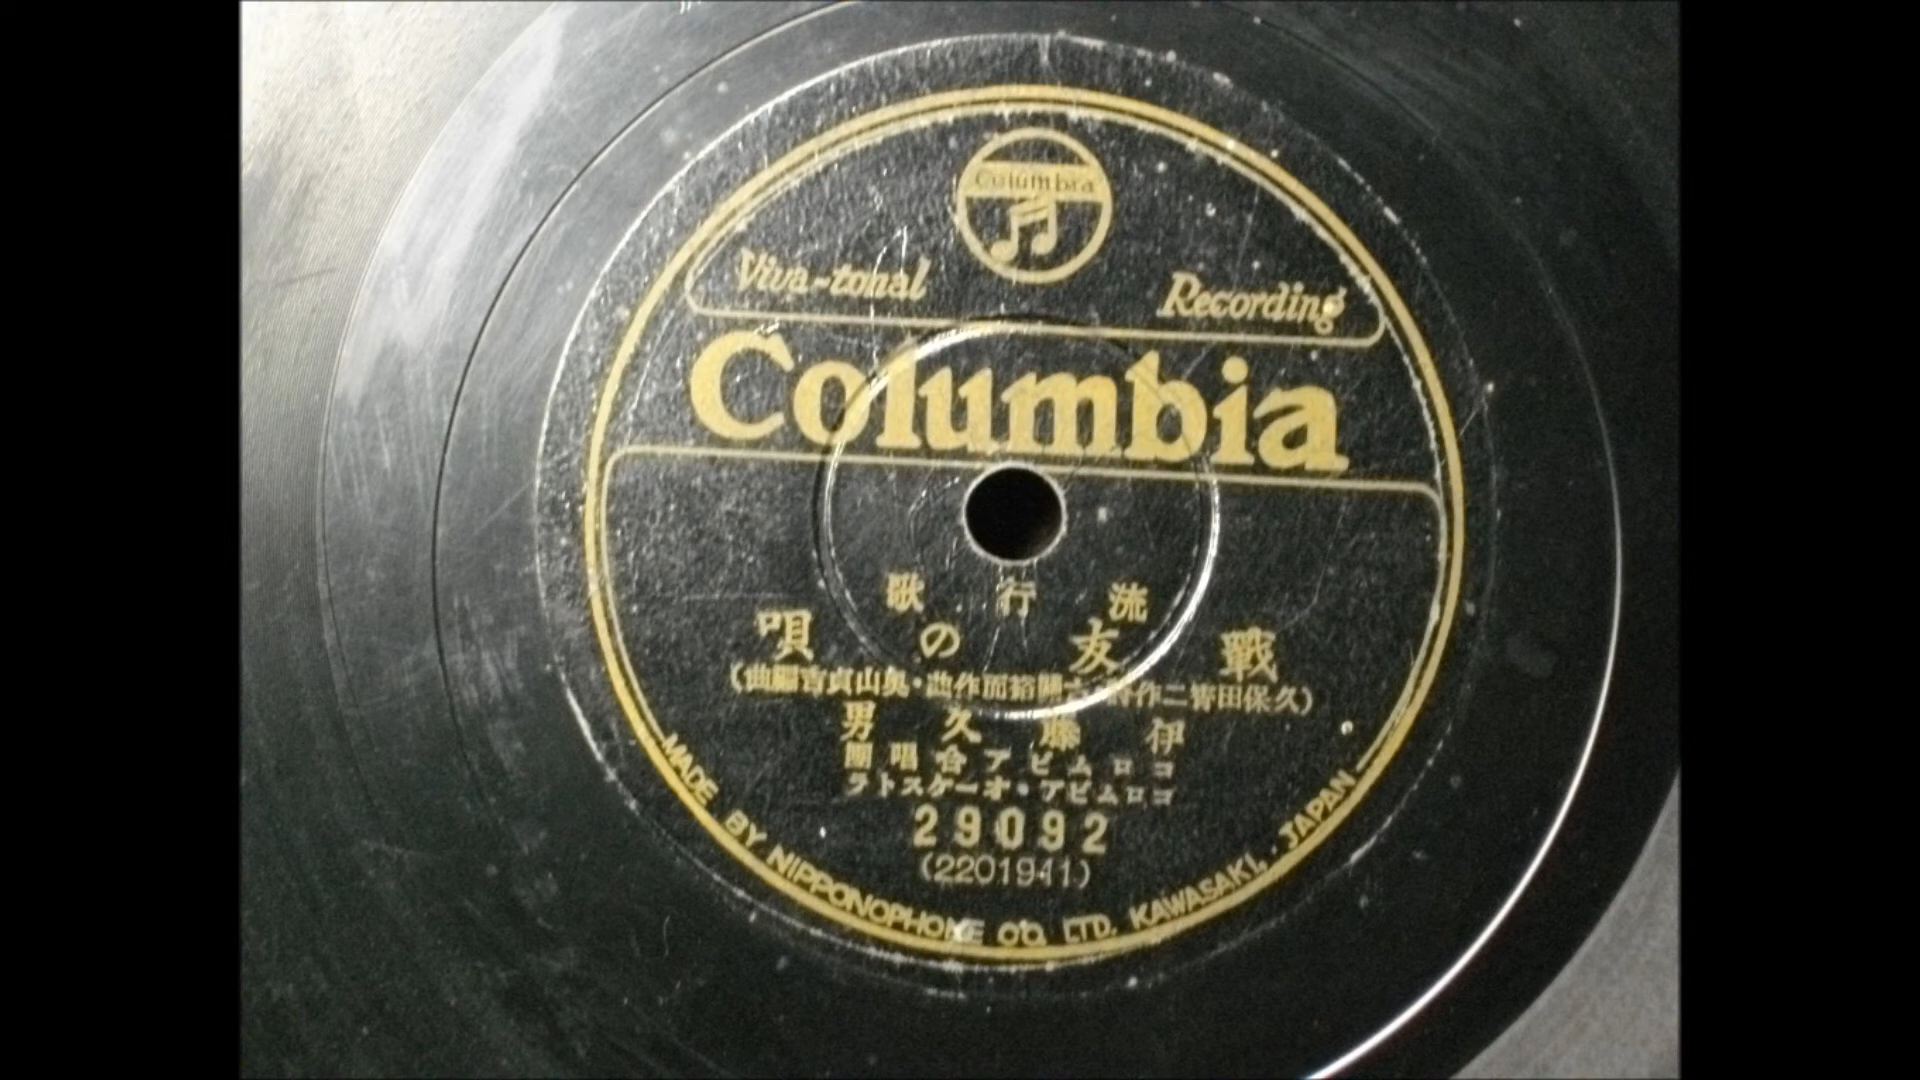 Columbia
Viva-tonal Recording
Columbia
歌行流
唄の友戰
(曲編吉貞山奥・曲作而裕關古・詩作二宵田保久)
男久藤伊
團唱合アビムロコ
ラトスケーオ・アビムロコ
29092
(2201941)
MADE BY NIPPONOPHONE CO., LTD. KAWASAKI, JAPAN